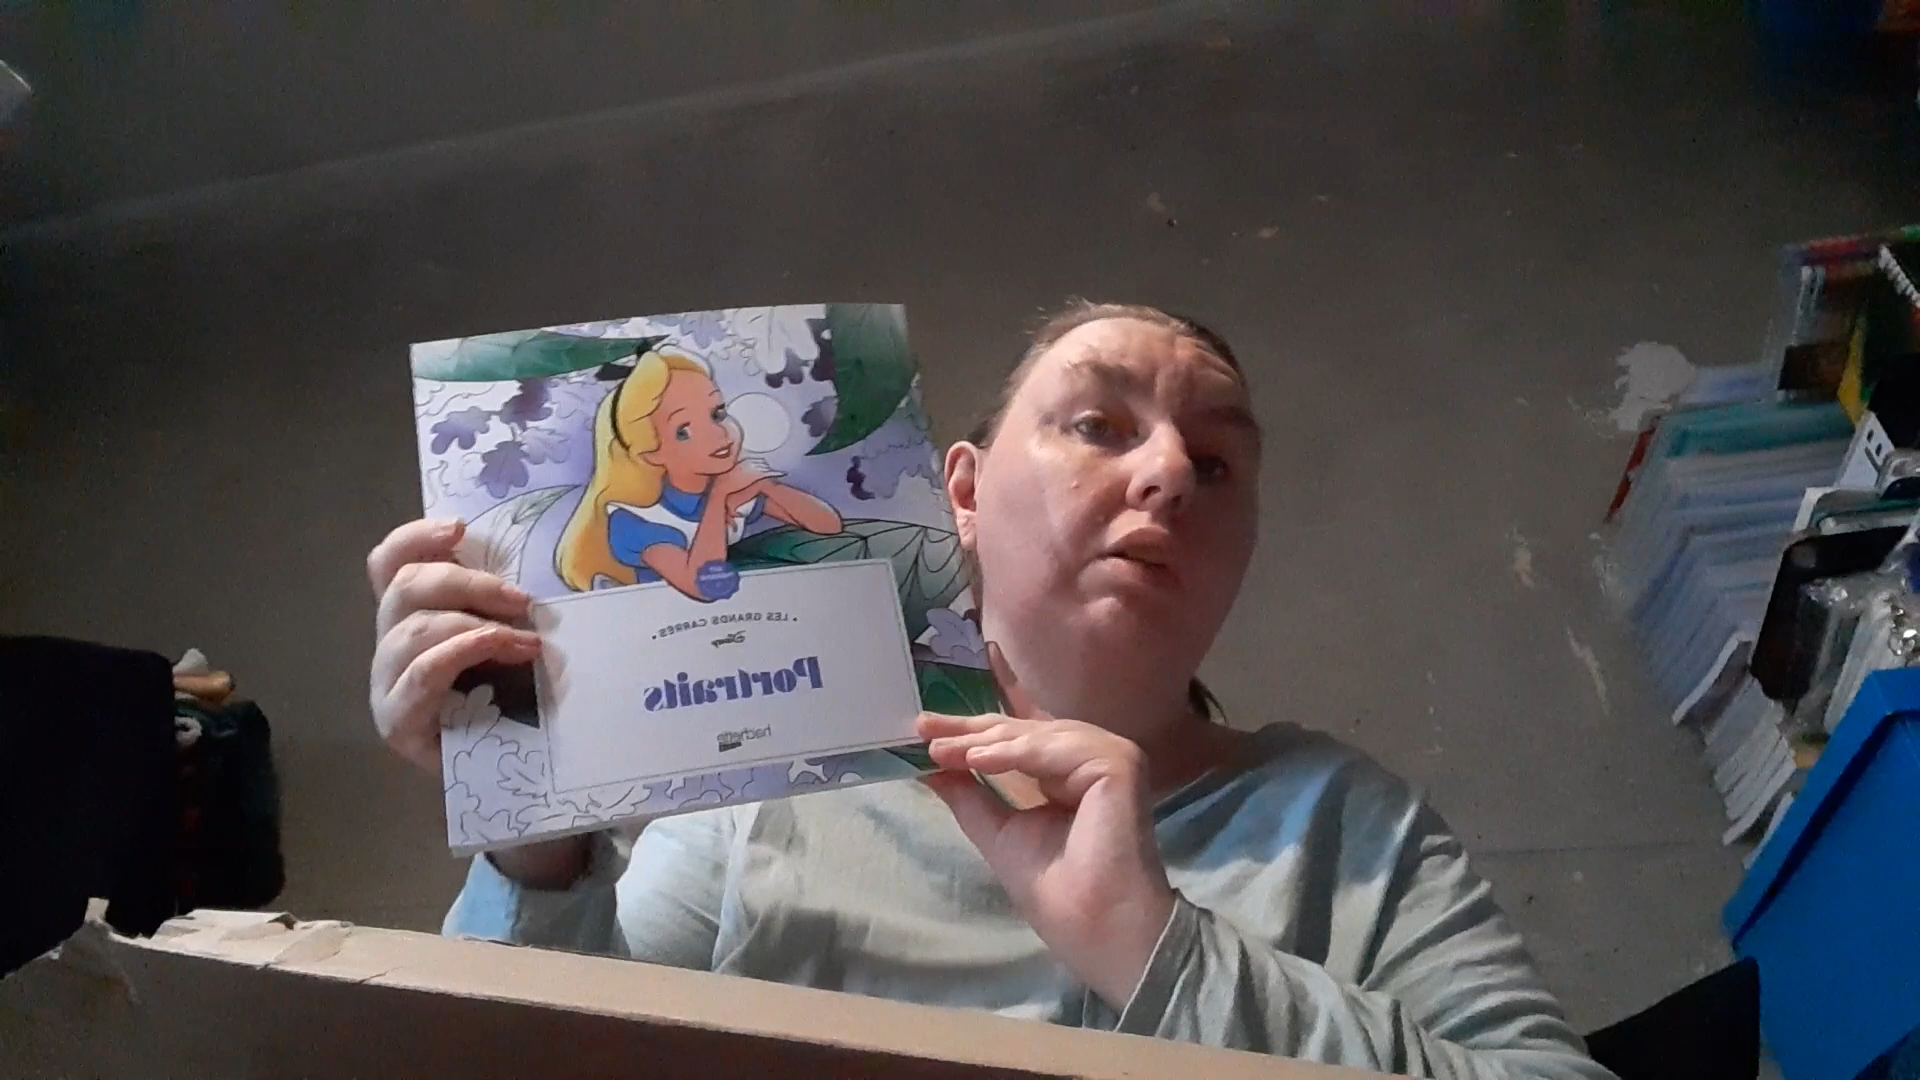 • LES GRANDS CARRÉS •
Disney
Portraits
hachette